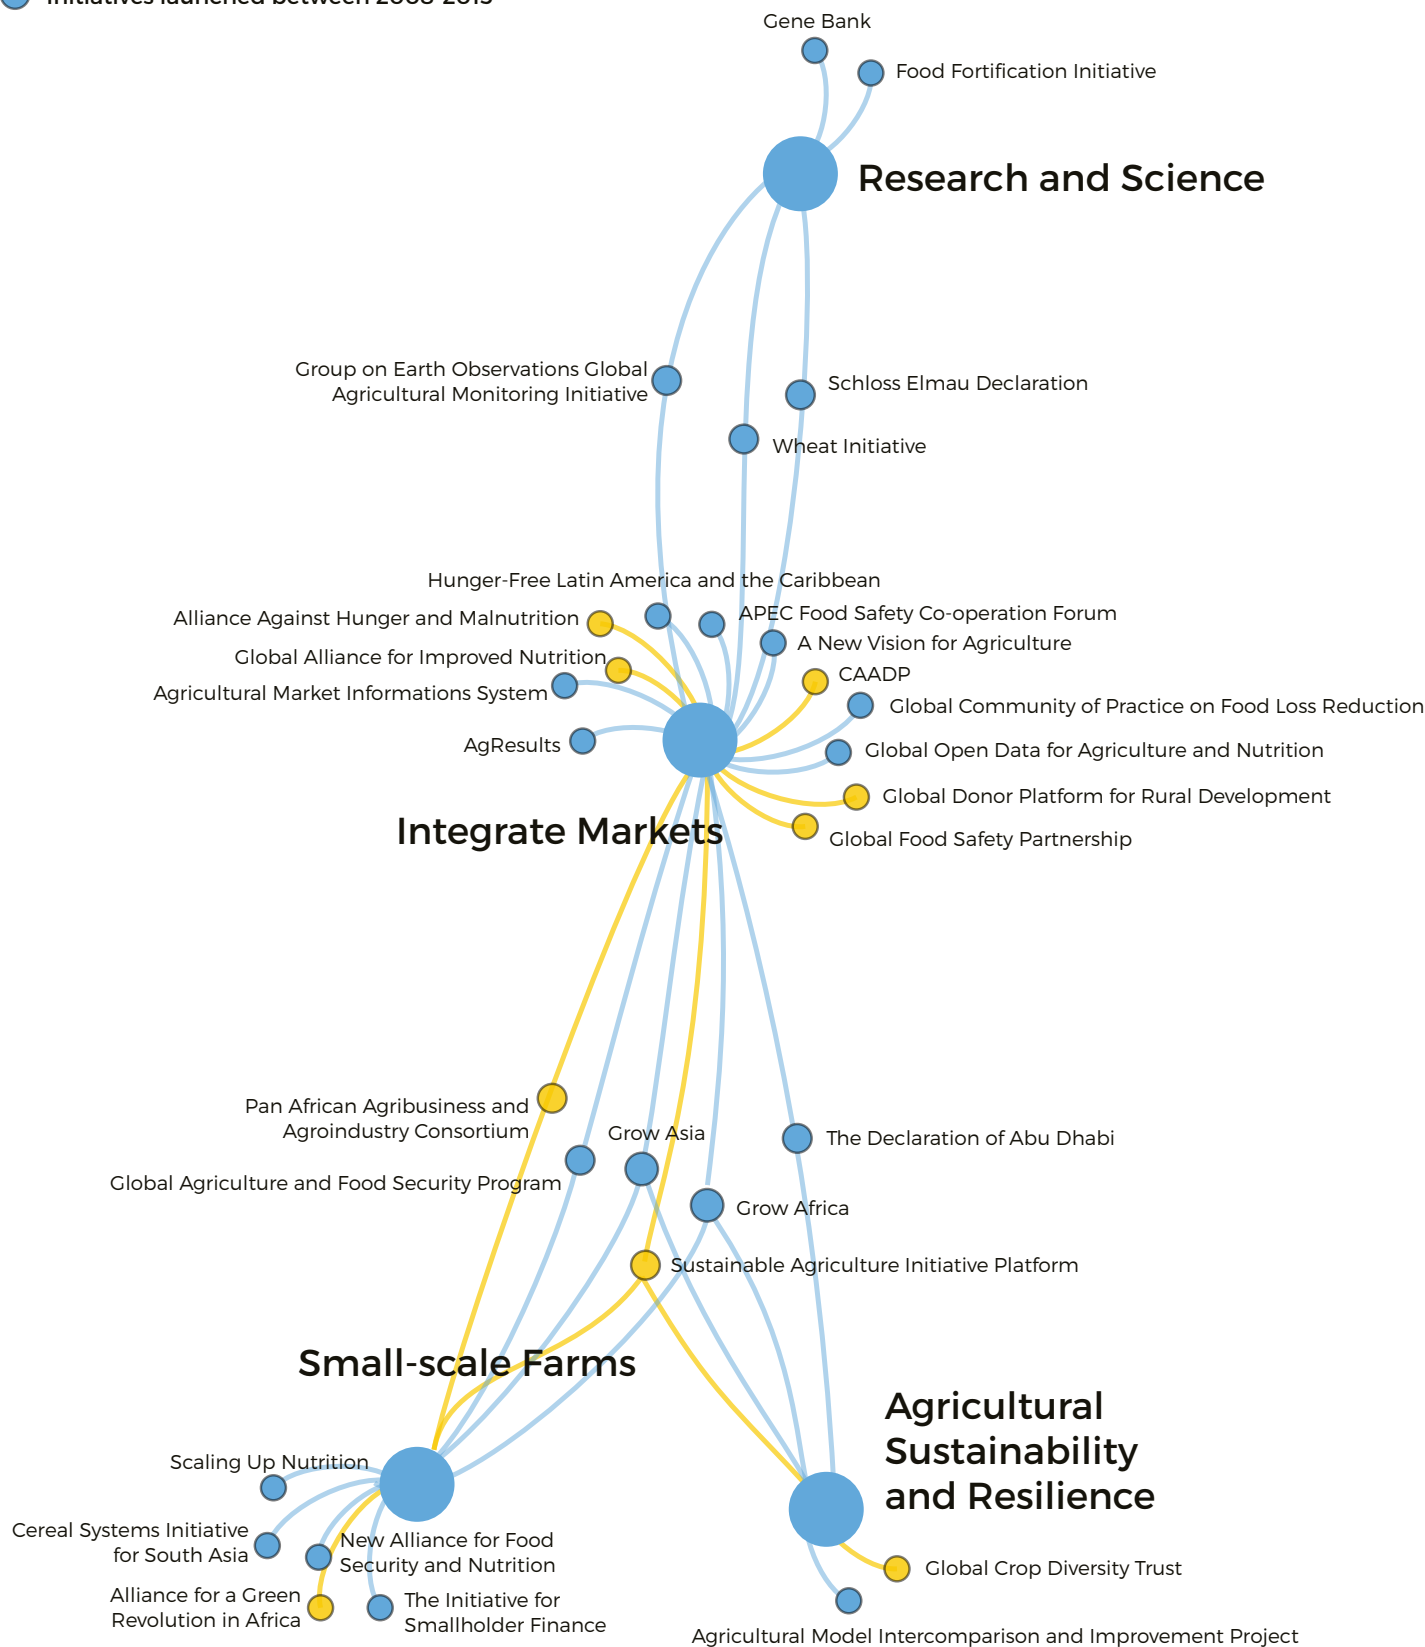 Initiatives launched between 2008-2015
Gene Bank
Food Fortification Initiative
Research and Science
Group on Earth Observations Global
Agricultural Monitoring Initiative
Schloss Elmau Declaration
Wheat Initiative
Hunger-Free Latin America and the Caribbean
Alliance Against Hunger and Malnutrition
APEC Food Safety Co-operation Forum
A New Vision for Agriculture
Global Alliance for Improved Nutrition
CAADP
Agricultural Market Informations System
Global Community of Practice on Food Loss Reduction
AgResults
Global Open Data for Agriculture and Nutrition
Global Donor Platform for Rural Development
Integrate Markets
Global Food Safety Partnership
Pan African Agribusiness and
Agroindustry Consortium
Grow Asia
The Declaration of Abu Dhabi
Global Agriculture and Food Security Program
Grow Africa
Sustainable Agriculture Initiative Platform
Small-scale Farms
Agricultural
Sustainability
and Resilience
Scaling Up Nutrition
Cereal Systems Initiative
for South Asia
New Alliance for Food
Security and Nutrition
Global Crop Diversity Trust
Alliance for a Green
Revolution in Africa
The Initiative for
Smallholder Finance
Agricultural Model Intercomparison and Improvement Project